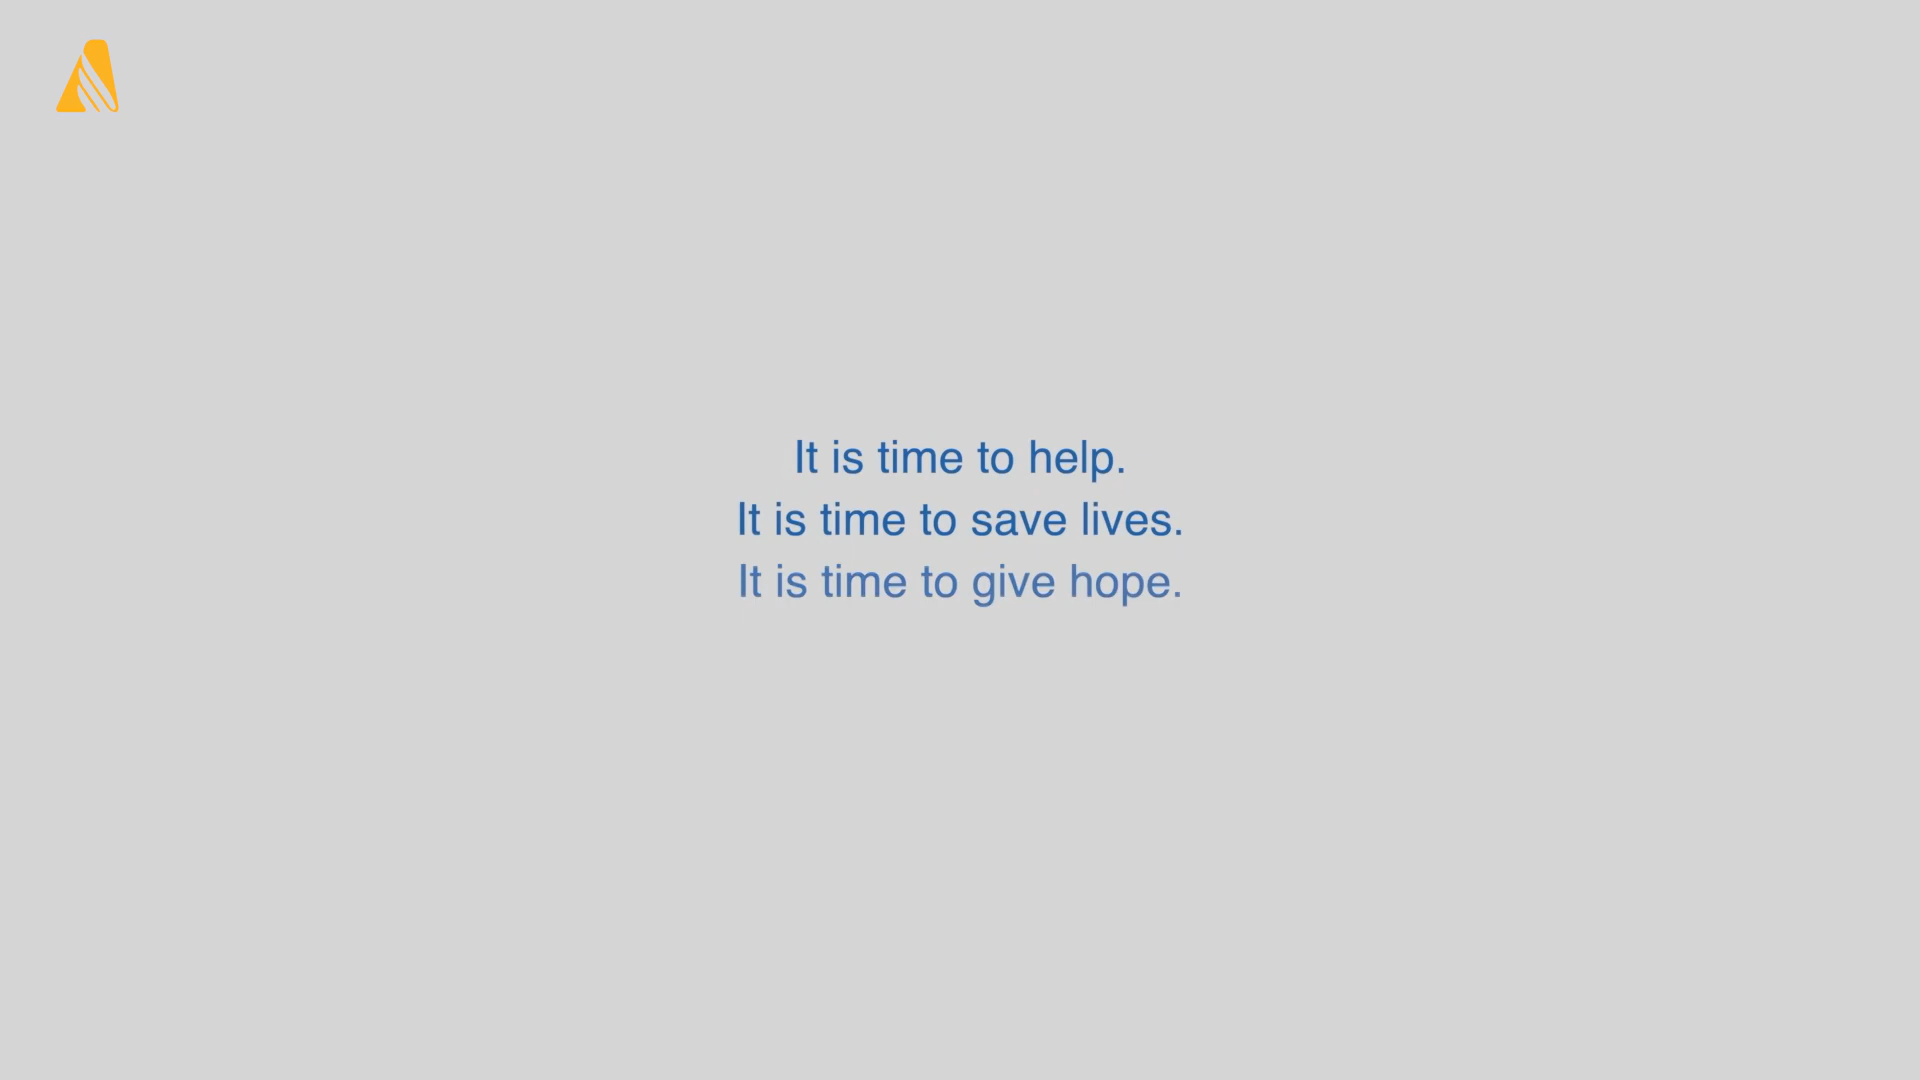 It is time to help.
It is time to save lives.
It is time to give hope.